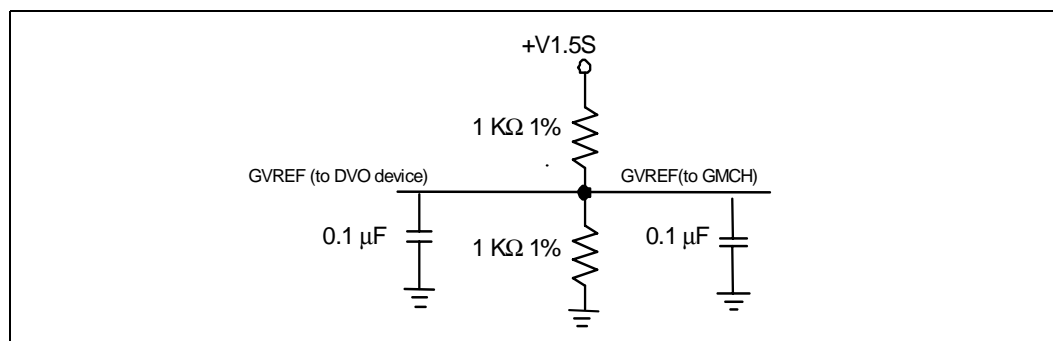 +V1.5S
1 KΩ 1%
GVREF (to DVO device)
GVREF(to GMCH)
0.1 μF
1 KΩ 1%
0.1 μF